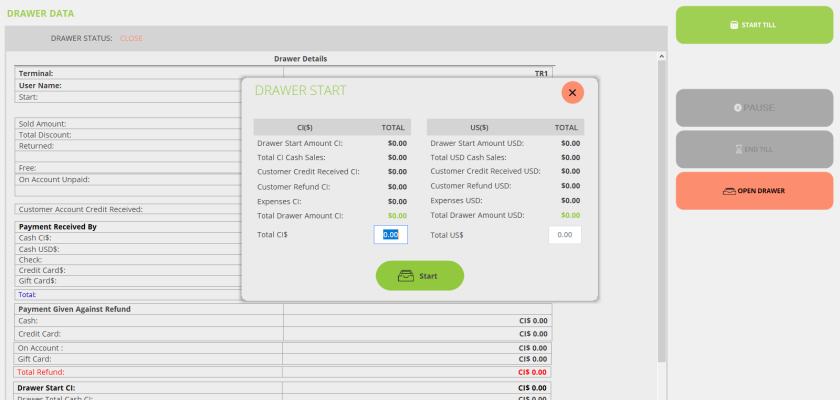 DRAWER DATA
START TILL
DRAWER STATUS: CLOSE
Drawer Details
Terminal: TR1
User Name:
Start:
DRAWER START
PAUSE
CI($) TOTAL US($) TOTAL
Sold Amount:
Total Discount:
Returned:
Free:
On Account Unpaid:
Drawer Start Amount CI: $0.00 Drawer Start Amount USD: $0.00
Total CI Cash Sales: $0.00 Total USD Cash Sales: $0.00
END TILL
Customer Credit Received CI: $0.00 Customer Credit Received USD: $0.00
Customer Refund CI: $0.00 Customer Refund USD: $0.00
OPEN DRAWER
Expenses CI: $0.00 Expenses USD: $0.00
Total Drawer Amount CI: $0.00 Total Drawer Amount USD: $0.00
Total CI$ 0.00 Total US$ 0.00
Start
Customer Account Credit Received:
Payment Received By
Cash CI$:
Cash USD$:
Check:
Credit Card$:
Gift Card$:
Total:
Payment Given Against Refund
Cash: CI$ 0.00
Credit Card: CI$ 0.00
On Account : CI$ 0.00
Gift Card: CI$ 0.00
Total Refund: CI$ 0.00
Drawer Start CI: CI$ 0.00
Drawer Total Cash CI: CI$ 0.00